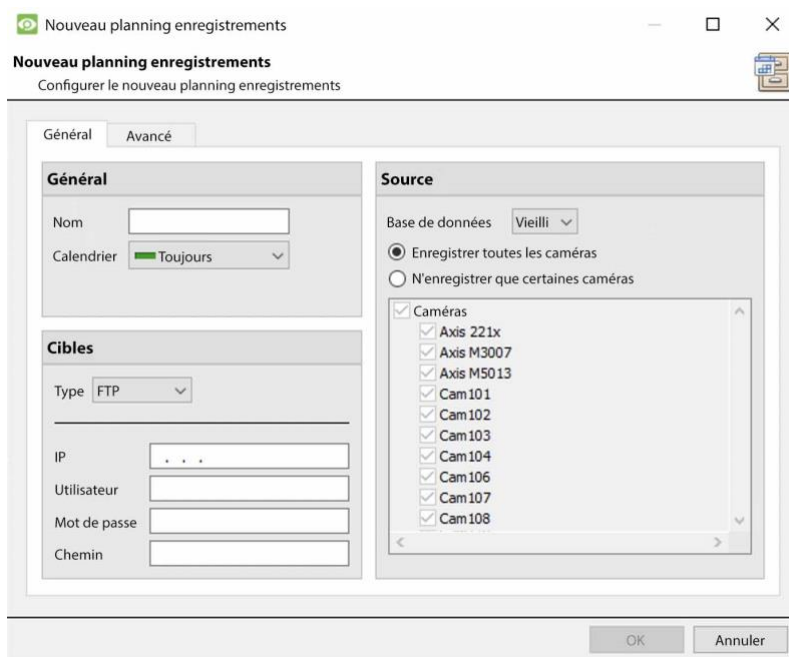 Nouveau planning enregistrements
Nouveau planning enregistrements
Configurer le nouveau planning enregistrements
Général
Avancé
Général
Nom
Calendrier
Toujours
Cibles
Type
FTP
IP
. . .
Utilisateur
Mot de passe
Chemin
Source
Base de données
Vieilli
Enregistrer toutes les caméras
N'enregistrer que certaines caméras
Caméras
Axis 221x
Axis M3007
Axis M5013
Cam101
Cam102
Cam103
Cam104
Cam106
Cam107
Cam108
OK
Annuler